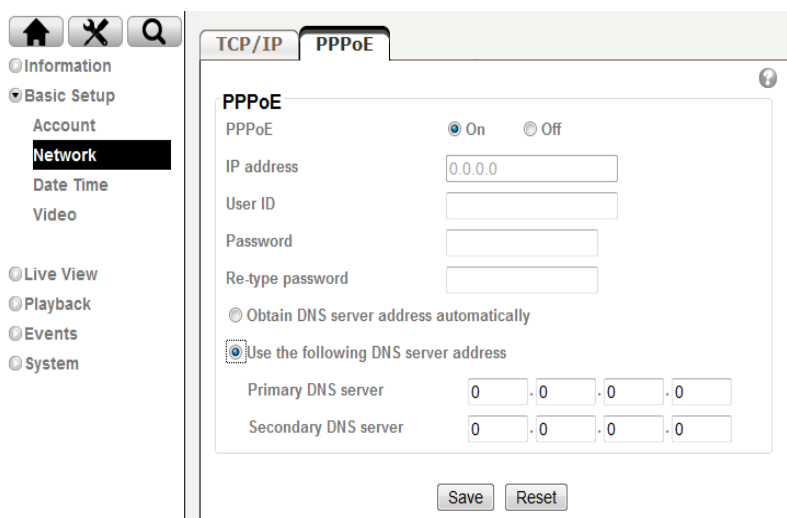 Information
Basic Setup
Account
Network
Date Time
Video
Live View
Playback
Events
System
TCP/IP PPPoE
PPPoE
PPPoE On Off
IP address 0.0.0.0
User ID
Password
Re-type password
Obtain DNS server address automatically
Use the following DNS server address
Primary DNS server 0 . 0 . 0 . 0
Secondary DNS server 0 . 0 . 0 . 0
Save Reset